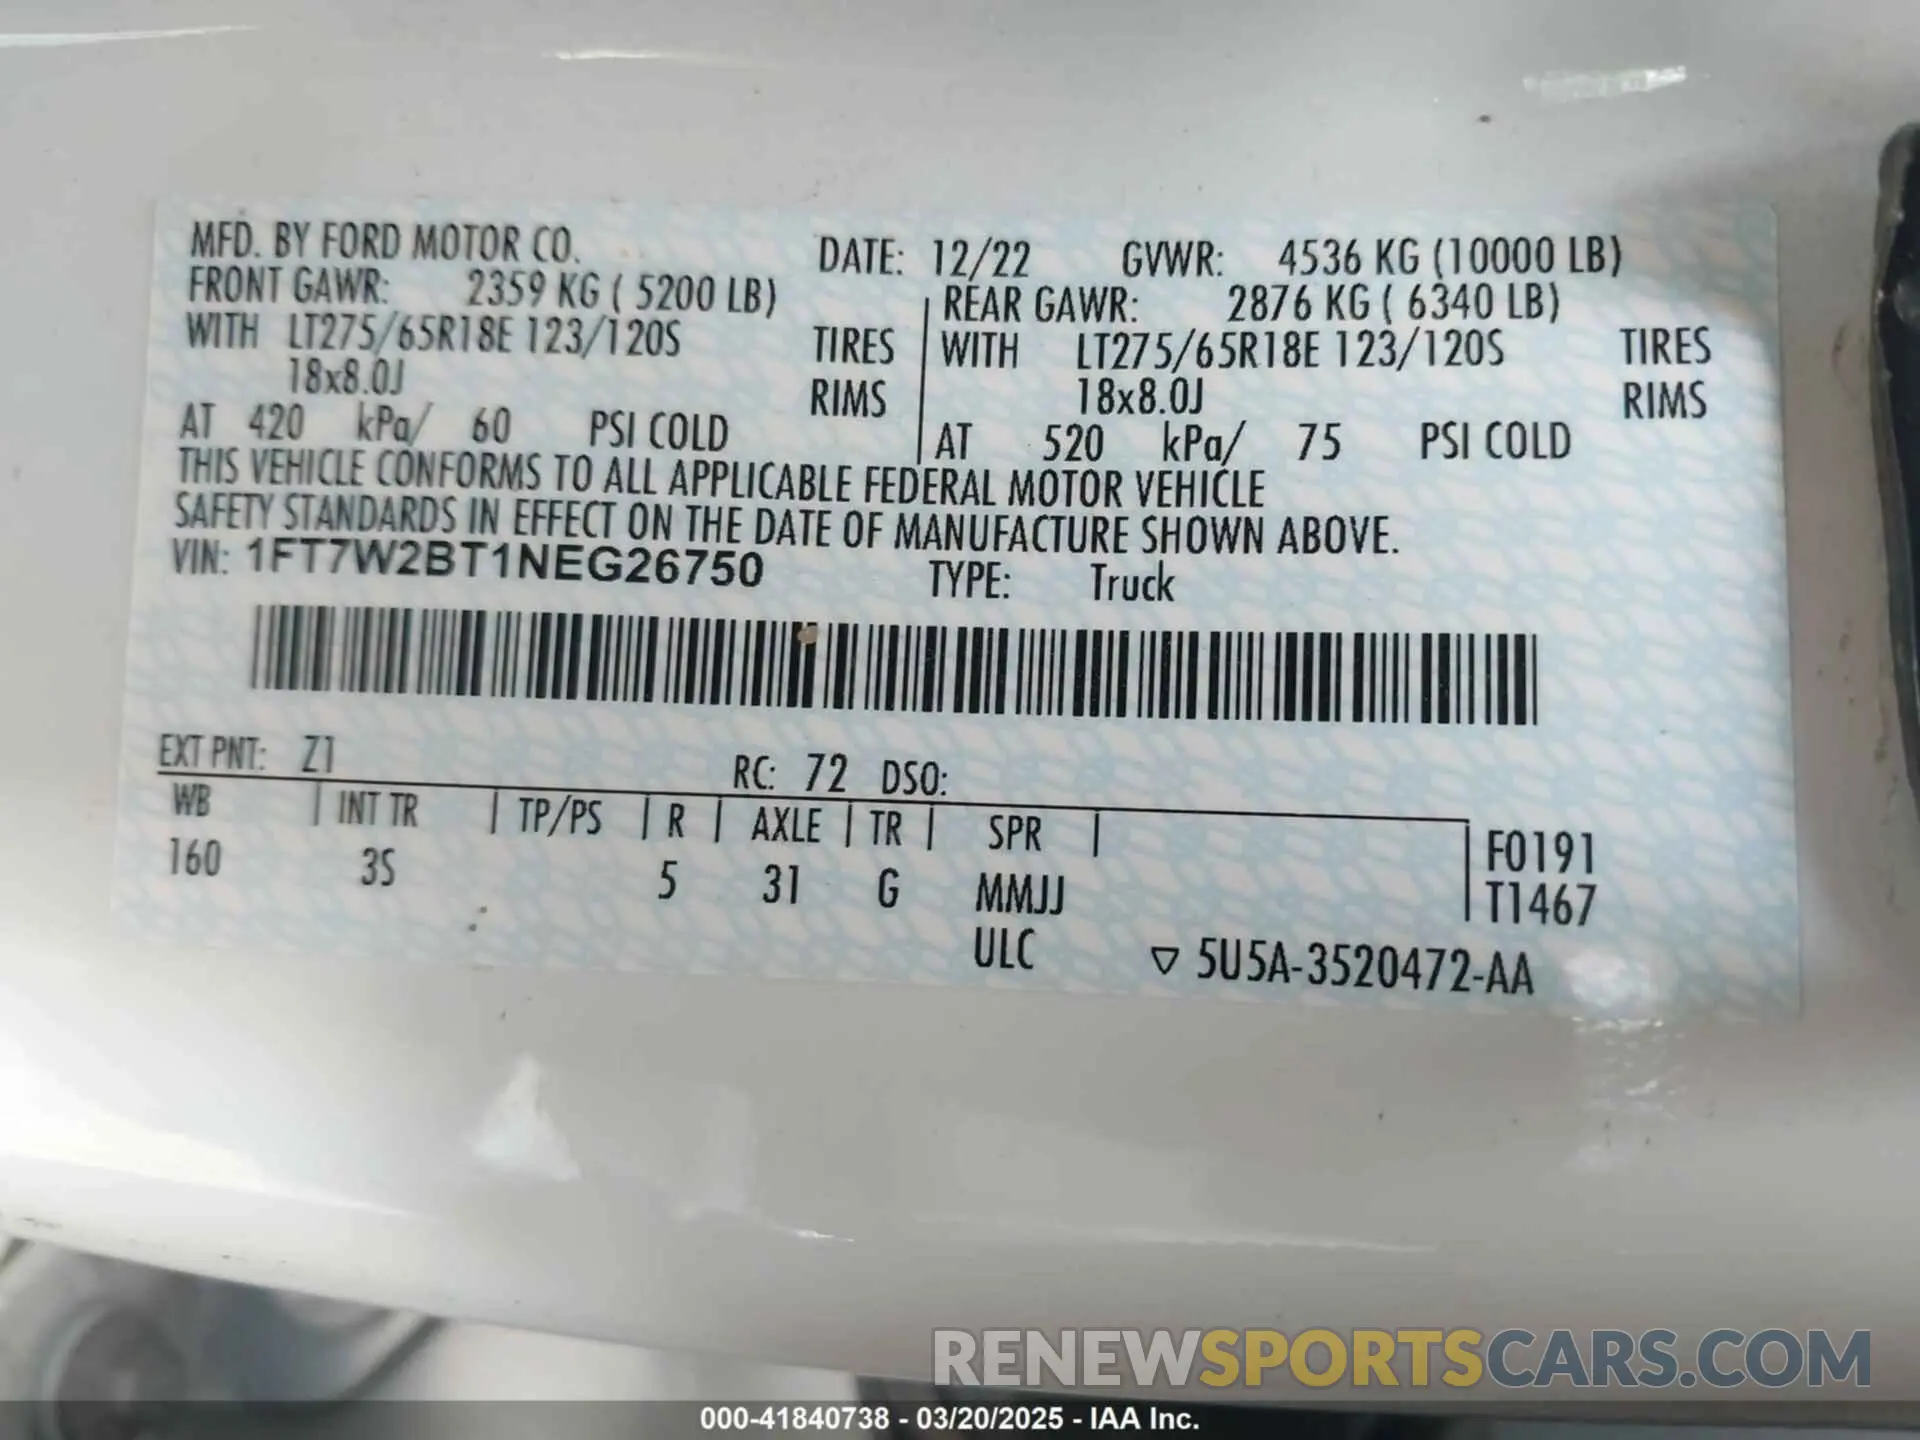 MFD. BY FORD MOTOR CO. DATE: 12/22 GVWR: 4536 KG (10000 LB)
FRONT GAWR: 2359 KG ( 5200 LB) REAR GAWR: 2876 KG ( 6340 LB)
WITH LT275/65R18E 123/120S TIRES WITH LT275/65R18E 123/120S TIRES
18x8.0J RIMS 18x8.0J RIMS
AT 420 kPa/ 60 PSI COLD AT 520 kPa/ 75 PSI COLD
THIS VEHICLE CONFORMS TO ALL APPLICABLE FEDERAL MOTOR VEHICLE
SAFETY STANDARDS IN EFFECT ON THE DATE OF MANUFACTURE SHOWN ABOVE.
VIN: 1FT7W2BT1NEG26750 TYPE: Truck
EXT PNT: Z1 RC: 72 DSO:
WB | INT TR | TP/PS | R | AXLE | TR | SPR | F0191
160 3S 5 31 G MMJJ T1467
ULC ▽ 5U5A-3520472-AA
RENEWSPORTSCARS.COM
000-41840738 - 03/20/2025 - IAA Inc.